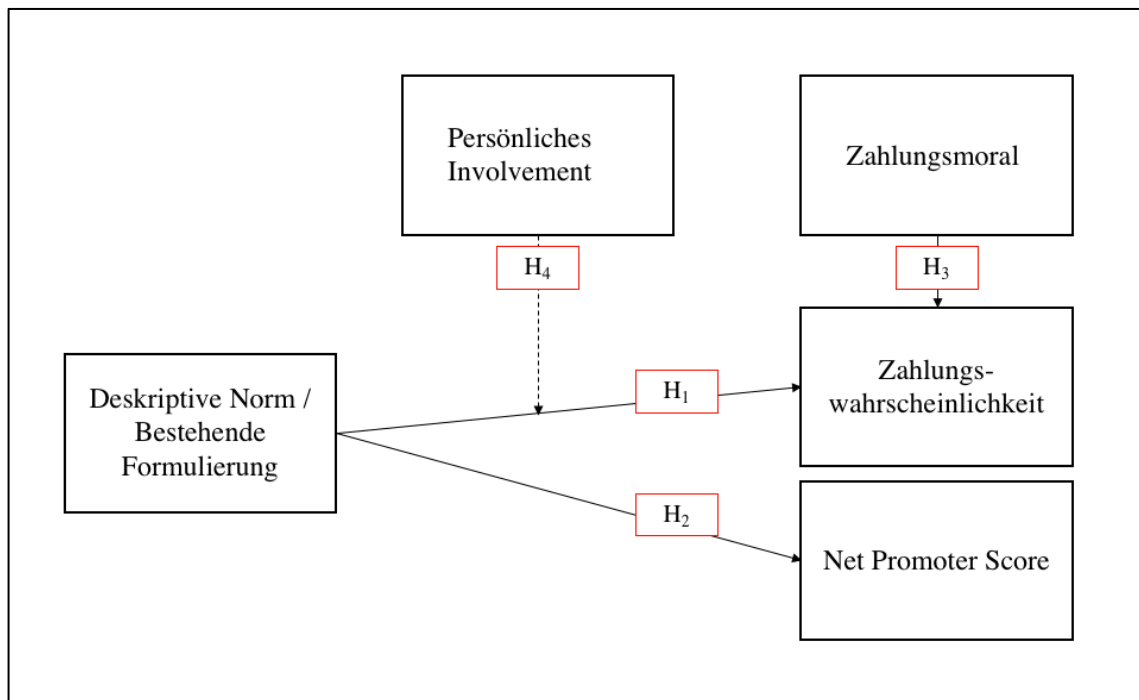 Persönliches
Involvement
Zahlungsmoral
H₄
H₃
Deskriptive Norm /
Bestehende
Formulierung
H₁
Zahlungs-
wahrscheinlichkeit
H₂
Net Promoter Score